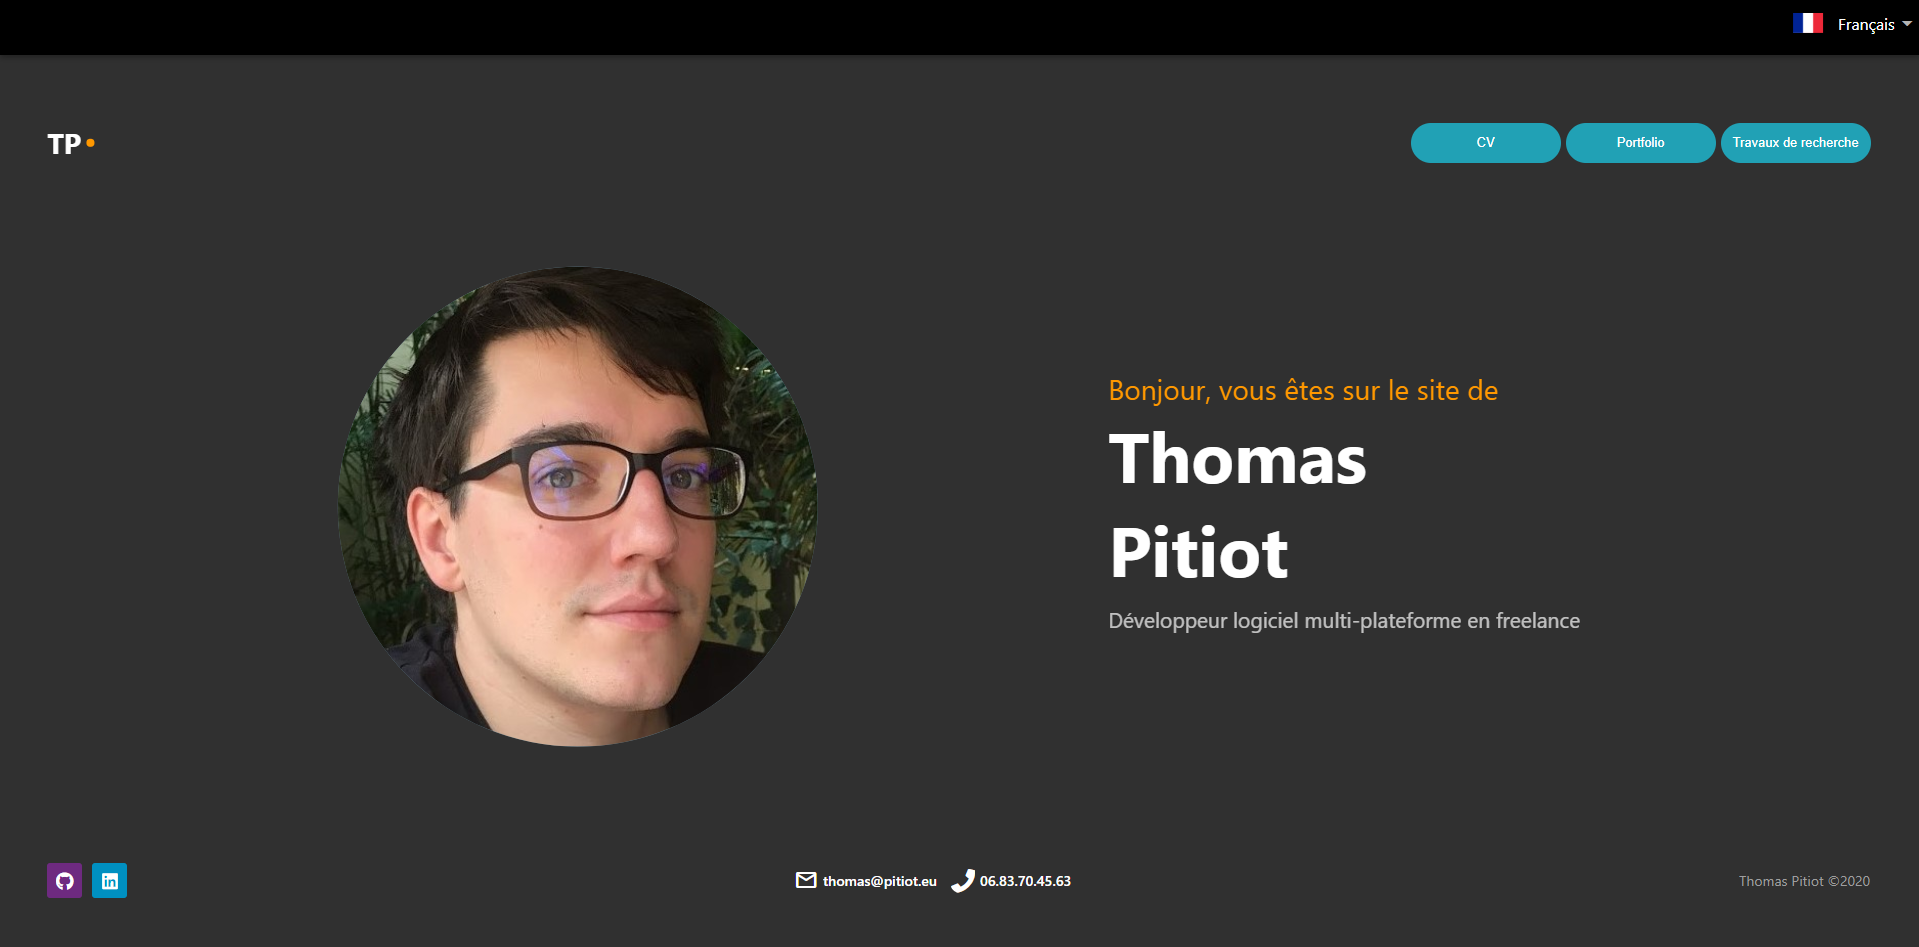 Français
TP
CV
Portfolio
Travaux de recherche
Bonjour, vous êtes sur le site de
Thomas
Pitiot
Développeur logiciel multi-plateforme en freelance
in
thomas@pitiot.eu
06.83.70.45.63
Thomas Pitiot ©2020